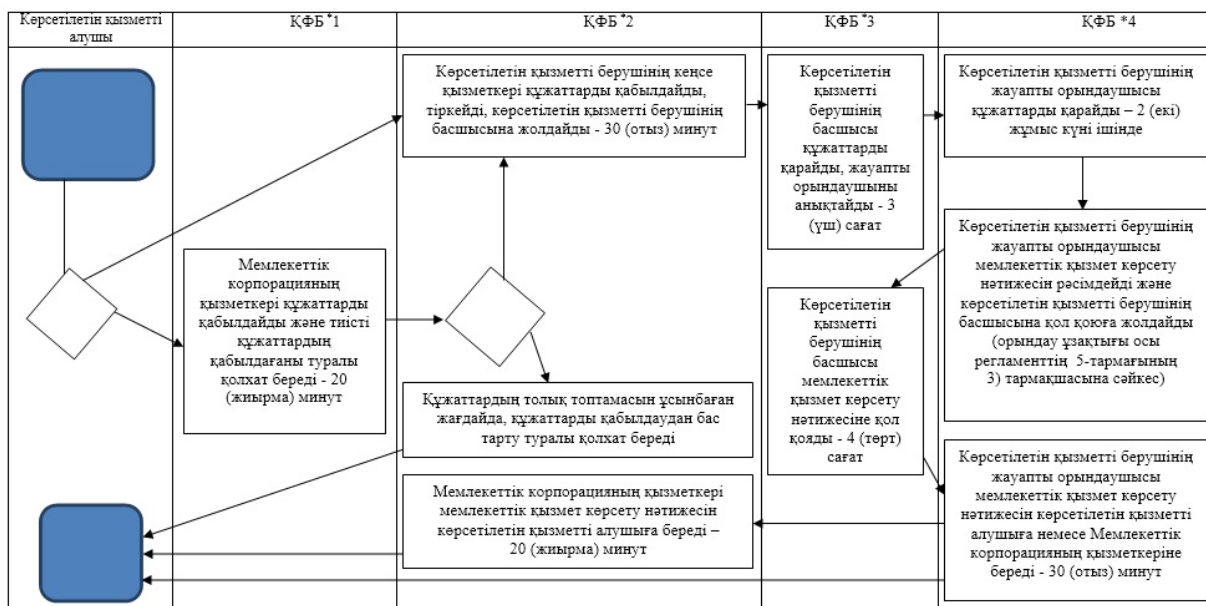 Көрсетілетін қызметті
алушы
ҚФБ *1
ҚФБ *2
ҚФБ *3
ҚФБ *4
Көрсетілетін қызметті берушінің кеңсе
қызметкері құжаттарды қабылдайды,
тіркейді, көрсетілетін қызметті берушінің
басшысына жолдайды - 30 (отыз) минут
Көрсетілетін
қызметті
берушінің
басшысы
құжаттарды
қарайды, жауапты
орындаушыны
анықтайды - 3
(үш) сағат
Көрсетілетін қызметті берушінің
жауапты орындаушысы
құжаттарды қарайды – 2 (екі)
жұмыс күні ішінде
Мемлекеттік
корпорацияның
қызметкері құжаттарды
қабылдайды және тиісті
құжаттардың
қабылдағаны туралы
қолхат береді - 20
(жиырма) минут
Құжаттардың толық топтамасын ұсынбаған
жағдайда, құжаттарды қабылдаудан бас
тарту туралы қолхат береді
Көрсетілетін
қызметті
берушінің
басшысы
мемлекеттік
қызмет көрсету
нәтижесіне қол
қояды - 4 (төрт)
сағат
Көрсетілетін қызметті берушінің
жауапты орындаушысы
мемлекеттік қызмет көрсету
нәтижесін рәсімдейді және
көрсетілетін қызметті берушінің
басшысына қол қоюға жолдайды
(орындау ұзақтығы осы
регламенттің 5-тармағының
3) тармақшасына сәйкес)
Мемлекеттік корпорацияның қызметкері
мемлекеттік қызмет көрсету нәтижесін
көрсетілетін қызметті алушыға береді –
20 (жиырма) минут
Көрсетілетін қызметті берушінің
жауапты орындаушысы
мемлекеттік қызмет көрсету
нәтижесін көрсетілетін қызметті
алушыға немесе Мемлекеттік
корпорацияның қызметкеріне
береді - 30 (отыз) минут